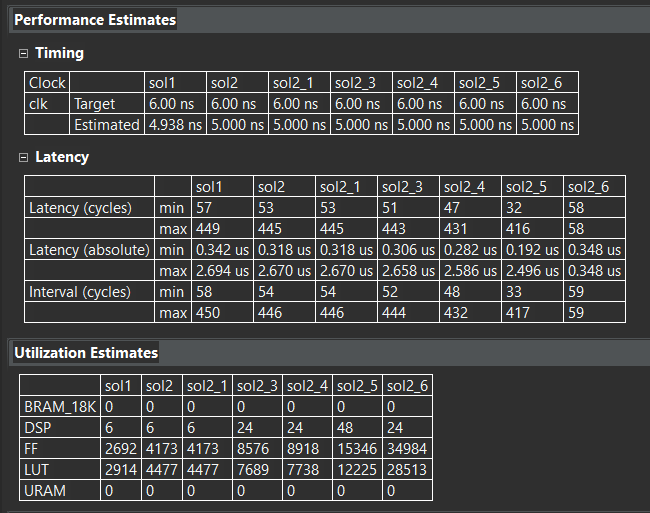 Performance Estimates
Timing
Clock sol1 sol2 sol2_1 sol2_3 sol2_4 sol2_5 sol2_6
clk Target 6.00 ns 6.00 ns 6.00 ns 6.00 ns 6.00 ns 6.00 ns 6.00 ns
Estimated 4.938 ns 5.000 ns 5.000 ns 5.000 ns 5.000 ns 5.000 ns 5.000 ns
Latency
sol1 sol2 sol2_1 sol2_3 sol2_4 sol2_5 sol2_6
Latency (cycles) min 57 53 53 51 47 32 58
max 449 445 445 443 431 416 58
Latency (absolute) min 0.342 us 0.318 us 0.318 us 0.306 us 0.282 us 0.192 us 0.348 us
max 2.694 us 2.670 us 2.670 us 2.658 us 2.586 us 2.496 us 0.348 us
Interval (cycles) min 58 54 54 52 48 33 59
max 450 446 446 444 432 417 59
Utilization Estimates
sol1 sol2 sol2_1 sol2_3 sol2_4 sol2_5 sol2_6
BRAM_18K 0 0 0 0 0 0 0
DSP 6 6 6 24 24 48 24
FF 2692 4173 4173 8576 8918 15346 34984
LUT 2914 4477 4477 7689 7738 12225 28513
URAM 0 0 0 0 0 0 0